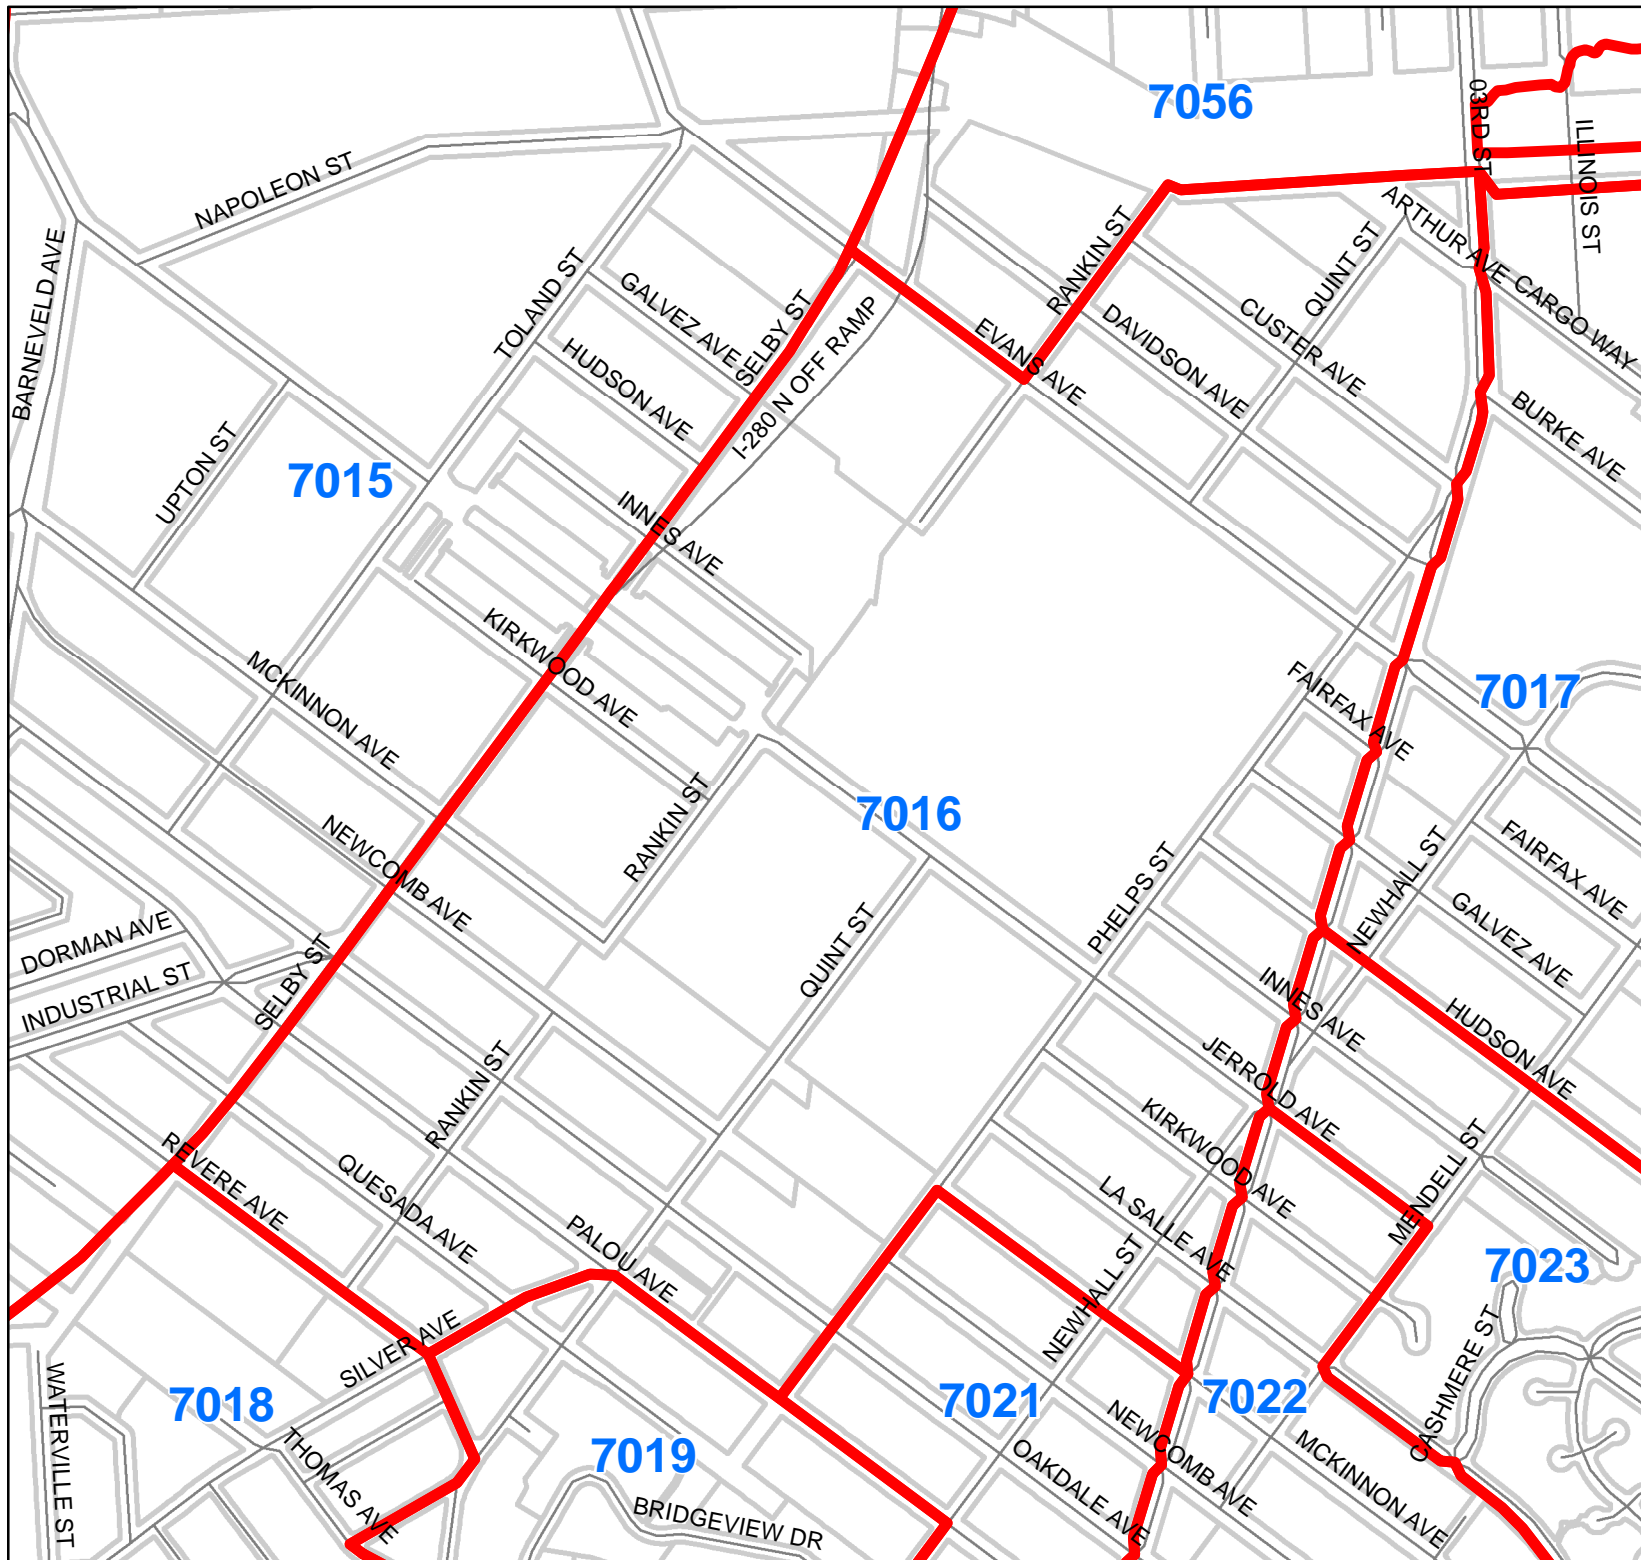 7056
03RD ST
ILLINOIS ST
NAPOLEON ST
BARNEVELD AVE
TOLAND ST
GALVEZ AVE
SELBY ST
RANKIN ST
QUINT ST
ARTHUR AVE
CARGO WAY
HUDSON AVE
I-280 N OFF RAMP
EVANS AVE
DAVIDSON AVE
CUSTER AVE
BURKE AVE
UPTON ST
7015
INNES AVE
KIRKWOOD AVE
MCKINNON AVE
FAIRFAX AVE
7017
RANKIN ST
7016
NEWCOMB AVE
PHELPS ST
NEWHALL ST
FAIRFAX AVE
GALVEZ AVE
DORMAN AVE
INDUSTRIAL ST
SELBY ST
QUINT ST
INNES AVE
HUDSON AVE
RANKIN ST
JERROLD AVE
KIRKWOOD AVE
MENDELL ST
REVERE AVE
QUESADA AVE
PALOU AVE
LA SALLE AVE
NEWHALL ST
7023
SILVER AVE
CASHMERE ST
WATERVILLE ST
7018
7021
7022
THOMAS AVE
7019
OAKDALE AVE
NEWCOMB AVE
MCKINNON AVE
BRIDGEVIEW DR